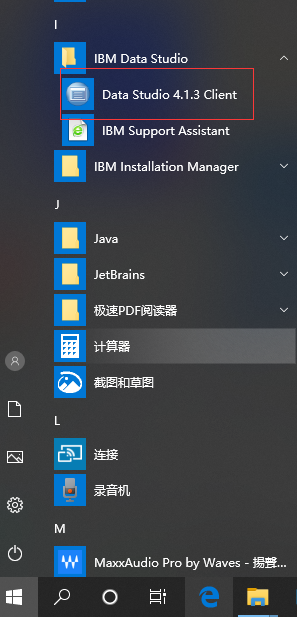 I
IBM Data Studio
Data Studio 4.1.3 Client
IBM Support Assistant
IBM Installation Manager
J
Java
JetBrains
极速PDF阅读器
计算器
截图和草图
L
连接
录音机
M
MaxxAudio Pro by Waves - 揚聲...